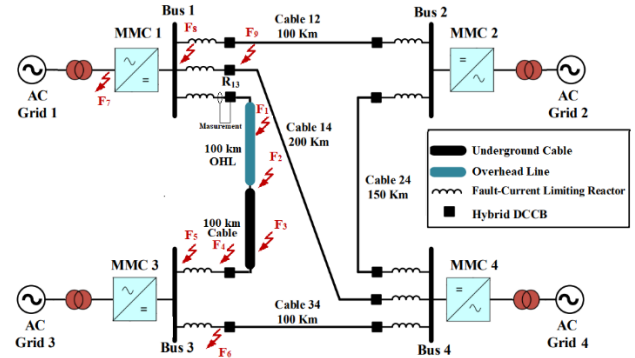 Bus 1
Cable 12
100 Km
Bus 2
MMC 1
F8
F9
MMC 2
~
=
~
=
AC
Grid 1
F7
R13
Masurement
F1
Cable 14
200 Km
AC
Grid 2
100 km
OHL
F2
Underground Cable
Overhead Line
Fault-Current Limiting Reactor
Hybrid DCCB
Cable 24
150 Km
100 km
Cable
F3
F4
F5
MMC 3
MMC 4
~
=
~
=
AC
Grid 3
Cable 34
100 Km
AC
Grid 4
Bus 3
F6
Bus 4